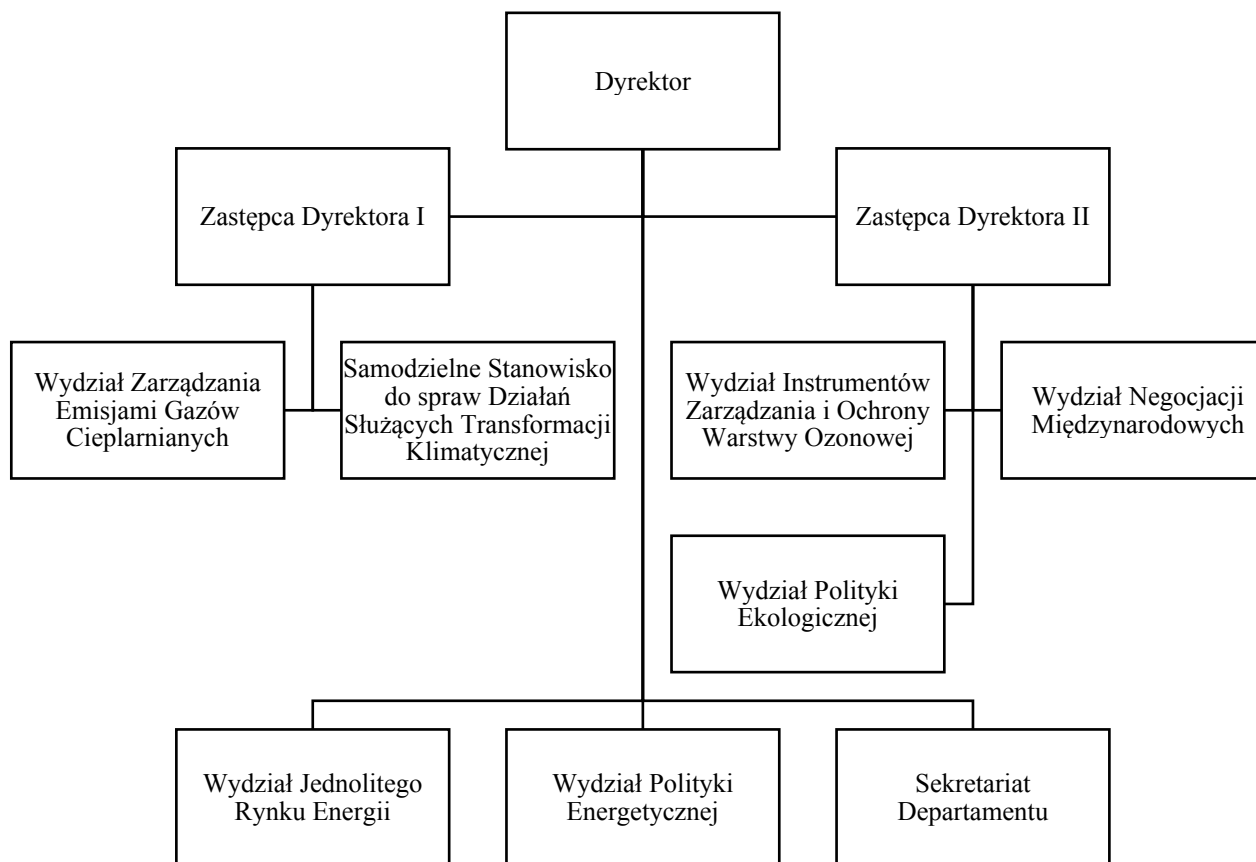 Dyrektor
Zastępca Dyrektora I
Zastępca Dyrektora II
Wydział Zarządzania
Emisjami Gazów
Cieplarnianych
Samodzielne Stanowisko
do spraw Działań
Służących Transformacji
Klimatycznej
Wydział Instrumentów
Zarządzania i Ochrony
Warstwy Ozonowej
Wydział Negocjacji
Międzynarodowych
Wydział Polityki
Ekologicznej
Wydział Jednolitego
Rynku Energii
Wydział Polityki
Energetycznej
Sekretariat
Departamentu